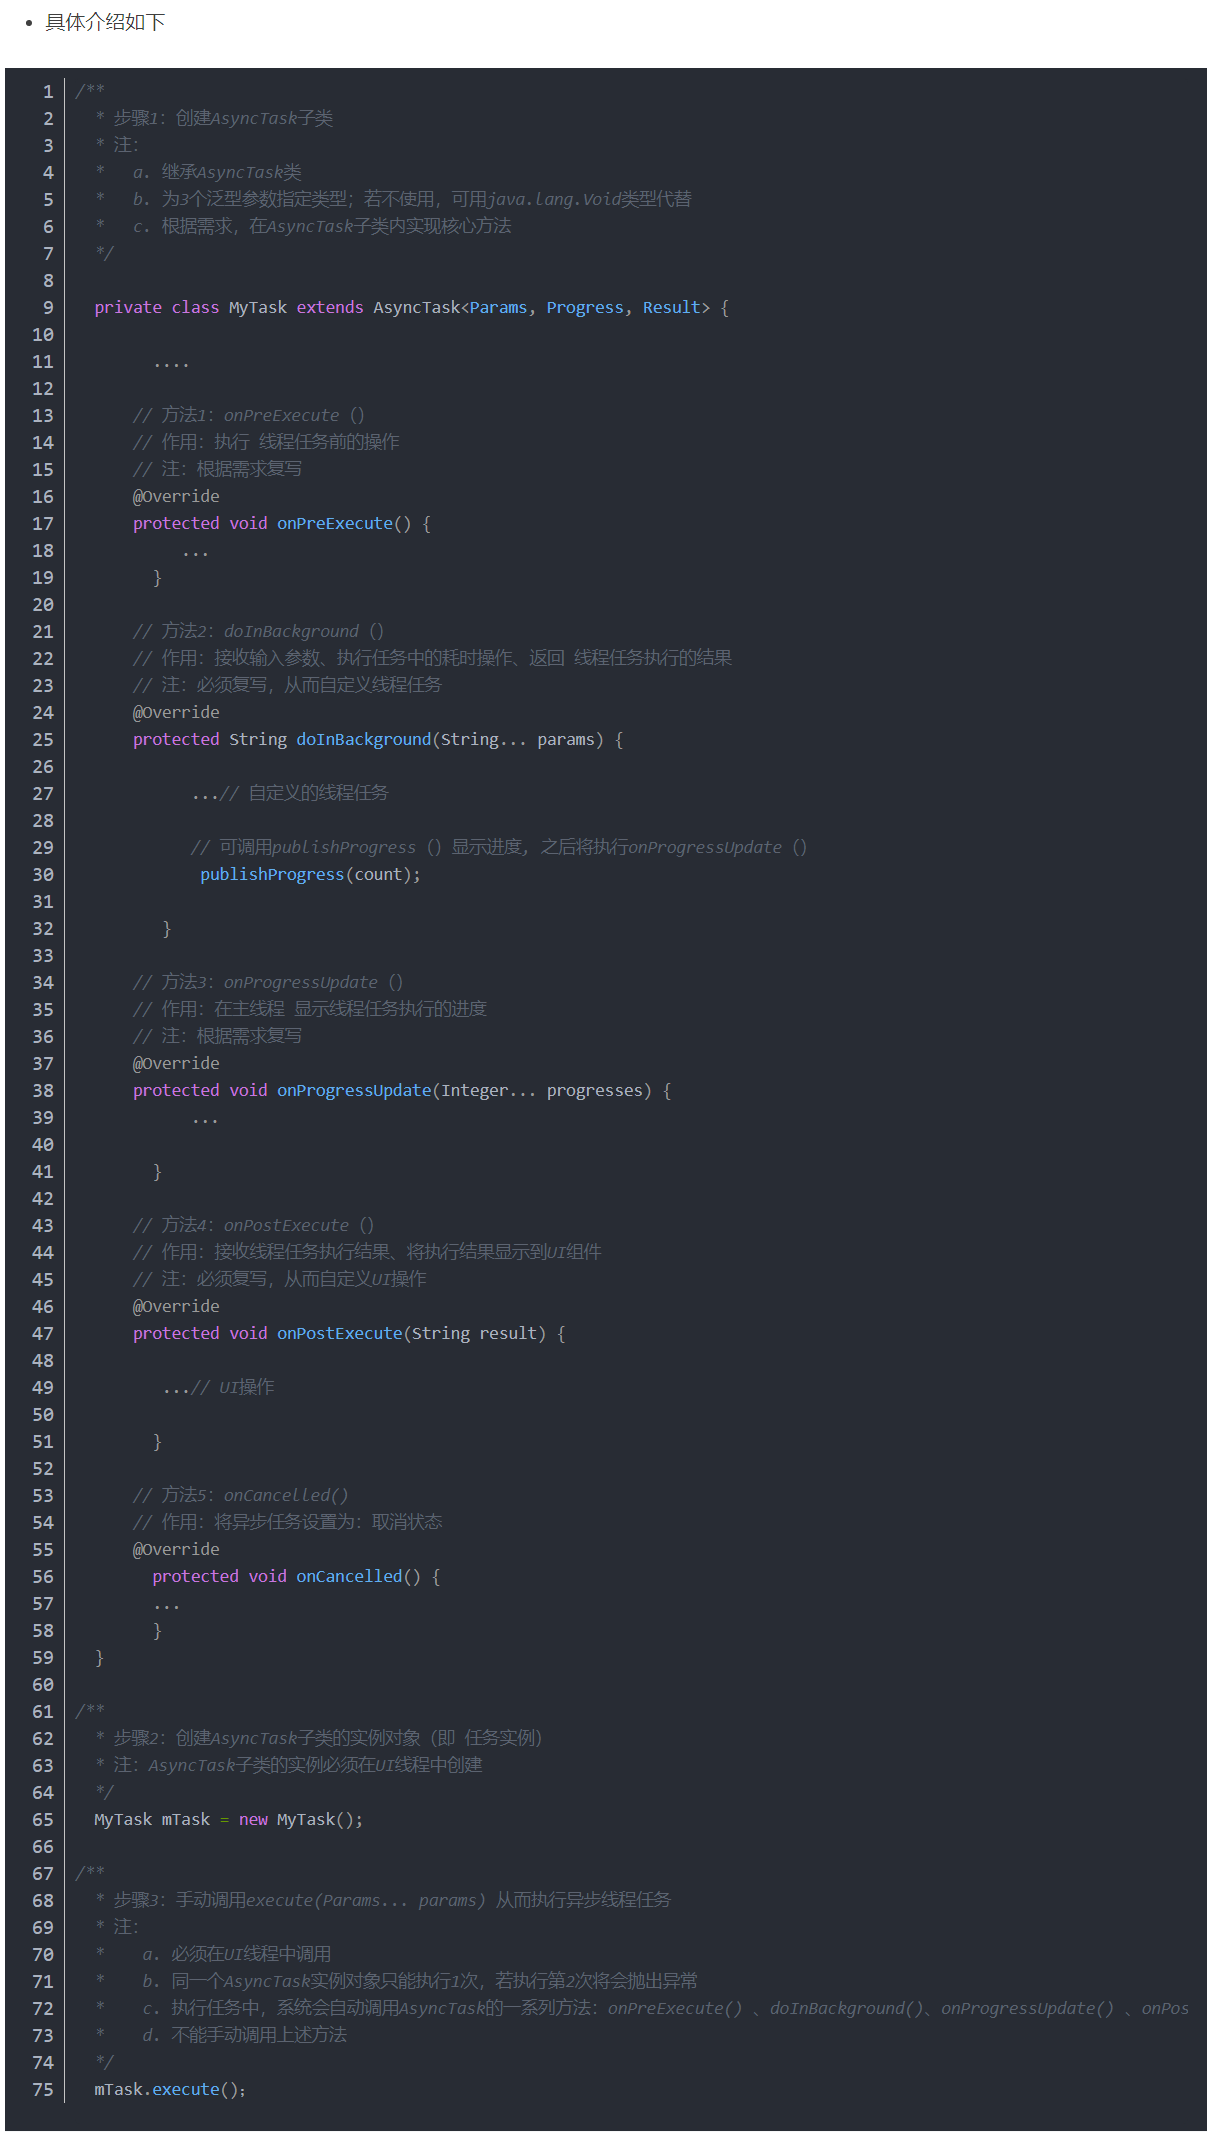 • 具体介绍如下
1 /**
2 * 步骤1：创建AsyncTask子类
3 * 注：
4 * a. 继承AsyncTask类
5 * b. 为3个泛型参数指定类型；若不使用，可用java.lang.Void类型代替
6 * c. 根据需求，在AsyncTask子类内实现核心方法
7 */
8
9 private class MyTask extends AsyncTask<Params, Progress, Result> {
10
11 ....
12
13 // 方法1：onPreExecute（）
14 // 作用：执行 线程任务前的操作
15 // 注：根据需求复写
16 @Override
17 protected void onPreExecute() {
18 ...
19 }
20
21 // 方法2：doInBackground（）
22 // 作用：接收输入参数、执行任务中的耗时操作、返回 线程任务执行的结果
23 // 注：必须复写，从而自定义线程任务
24 @Override
25 protected String doInBackground(String... params) {
26
27 ...// 自定义的线程任务
28
29 // 可调用publishProgress（）显示进度, 之后将执行onProgressUpdate（）
30 publishProgress(count);
31
32 }
33
34 // 方法3：onProgressUpdate（）
35 // 作用：在主线程 显示线程任务执行的进度
36 // 注：根据需求复写
37 @Override
38 protected void onProgressUpdate(Integer... progresses) {
39 ...
40
41 }
42
43 // 方法4：onPostExecute（）
44 // 作用：接收线程任务执行结果、将执行结果显示到UI组件
45 // 注：必须复写，从而自定义UI操作
46 @Override
47 protected void onPostExecute(String result) {
48
49 ...// UI操作
50
51 }
52
53 // 方法5：onCancelled()
54 // 作用：将异步任务设置为：取消状态
55 @Override
56 protected void onCancelled() {
57 ...
58 }
59 }
60
61 /**
62 * 步骤2：创建AsyncTask子类的实例对象（即 任务实例）
63 * 注：AsyncTask子类的实例必须在UI线程中创建
64 */
65 MyTask mTask = new MyTask();
66
67 /**
68 * 步骤3：手动调用execute(Params... params) 从而执行异步线程任务
69 * 注：
70 * a. 必须在UI线程中调用
71 * b. 同一个AsyncTask实例对象只能执行1次，若执行第2次将会抛出异常
72 * c. 执行任务中，系统会自动调用AsyncTask的一系列方法：onPreExecute() 、doInBackground()、onProgressUpdate() 、onPos
73 * d. 不能手动调用上述方法
74 */
75 mTask.execute();